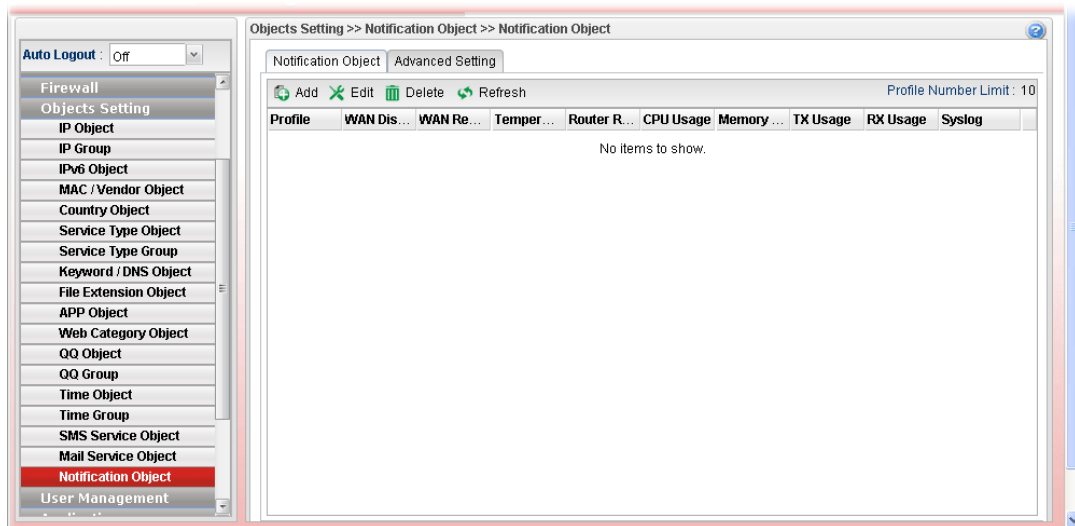 Objects Setting >> Notification Object >> Notification Object
Auto Logout : Off
Firewall
Objects Setting
IP Object
IP Group
IPv6 Object
MAC / Vendor Object
Country Object
Service Type Object
Service Type Group
Keyword / DNS Object
File Extension Object
APP Object
Web Category Object
QQ Object
QQ Group
Time Object
Time Group
SMS Service Object
Mail Service Object
Notification Object
User Management
Notification Object Advanced Setting
Add Edit Delete Refresh Profile Number Limit : 10
Profile WAN Dis... WAN Re... Temper... Router R... CPU Usage Memory ... TX Usage RX Usage Syslog
No items to show.